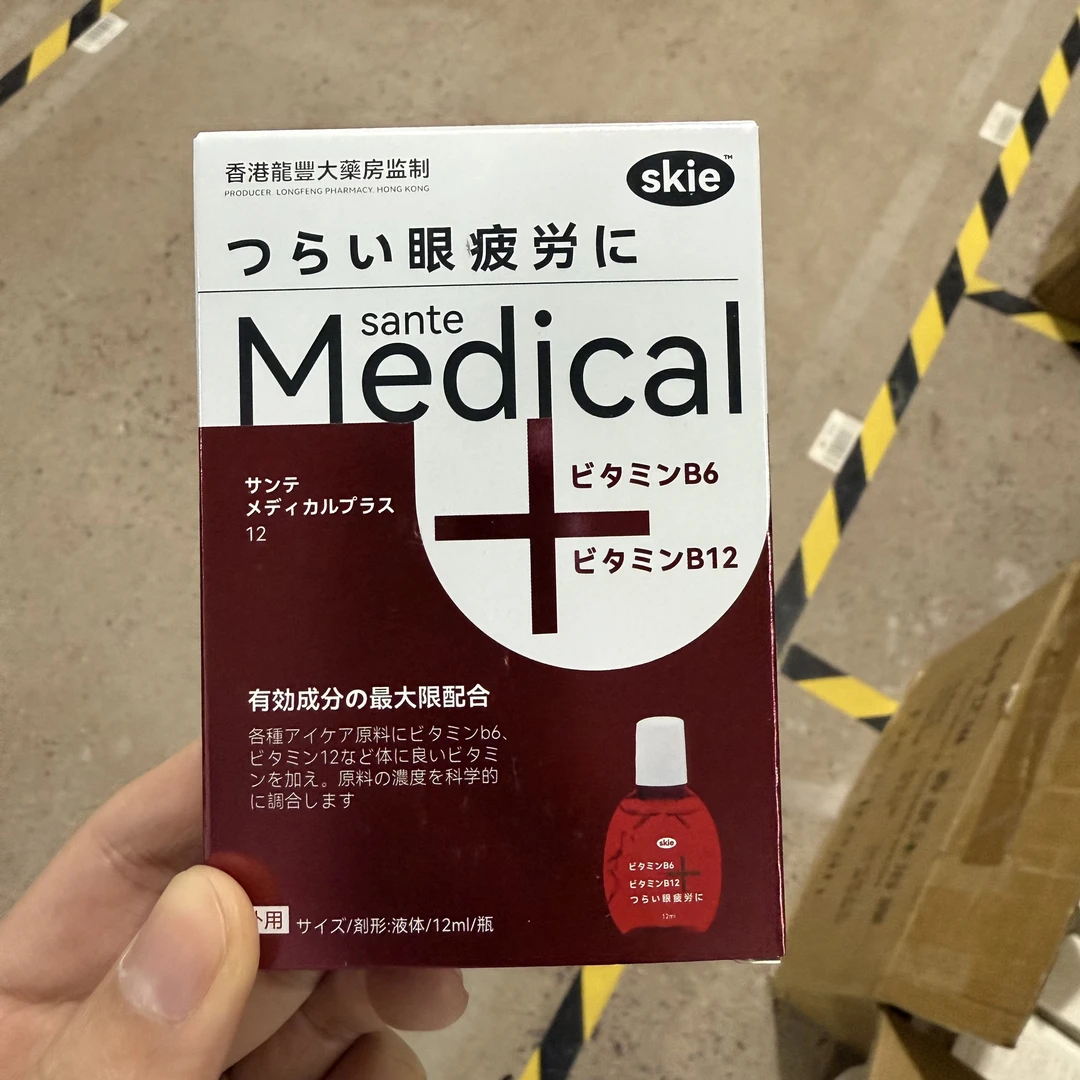 香港龍豐大藥房监制
PRODUCER. LONGFENG PHARMACY. HONG KONG
skie™
つらい眼疲労に
sante
Medical
サンテ
メディカルプラス
12
ビタミンB6
ビタミンB12
有効成分の最大限配合
各種アイケア原料にビタミンb6、
ビタミン12など体に良いビタミ
ンを加え。原料の濃度を科学的
に調合します
skie
ビタミンB6
ビタミンB12
つらい眼疲労に
12ml
用 サイズ/剤形:液体/12ml/瓶